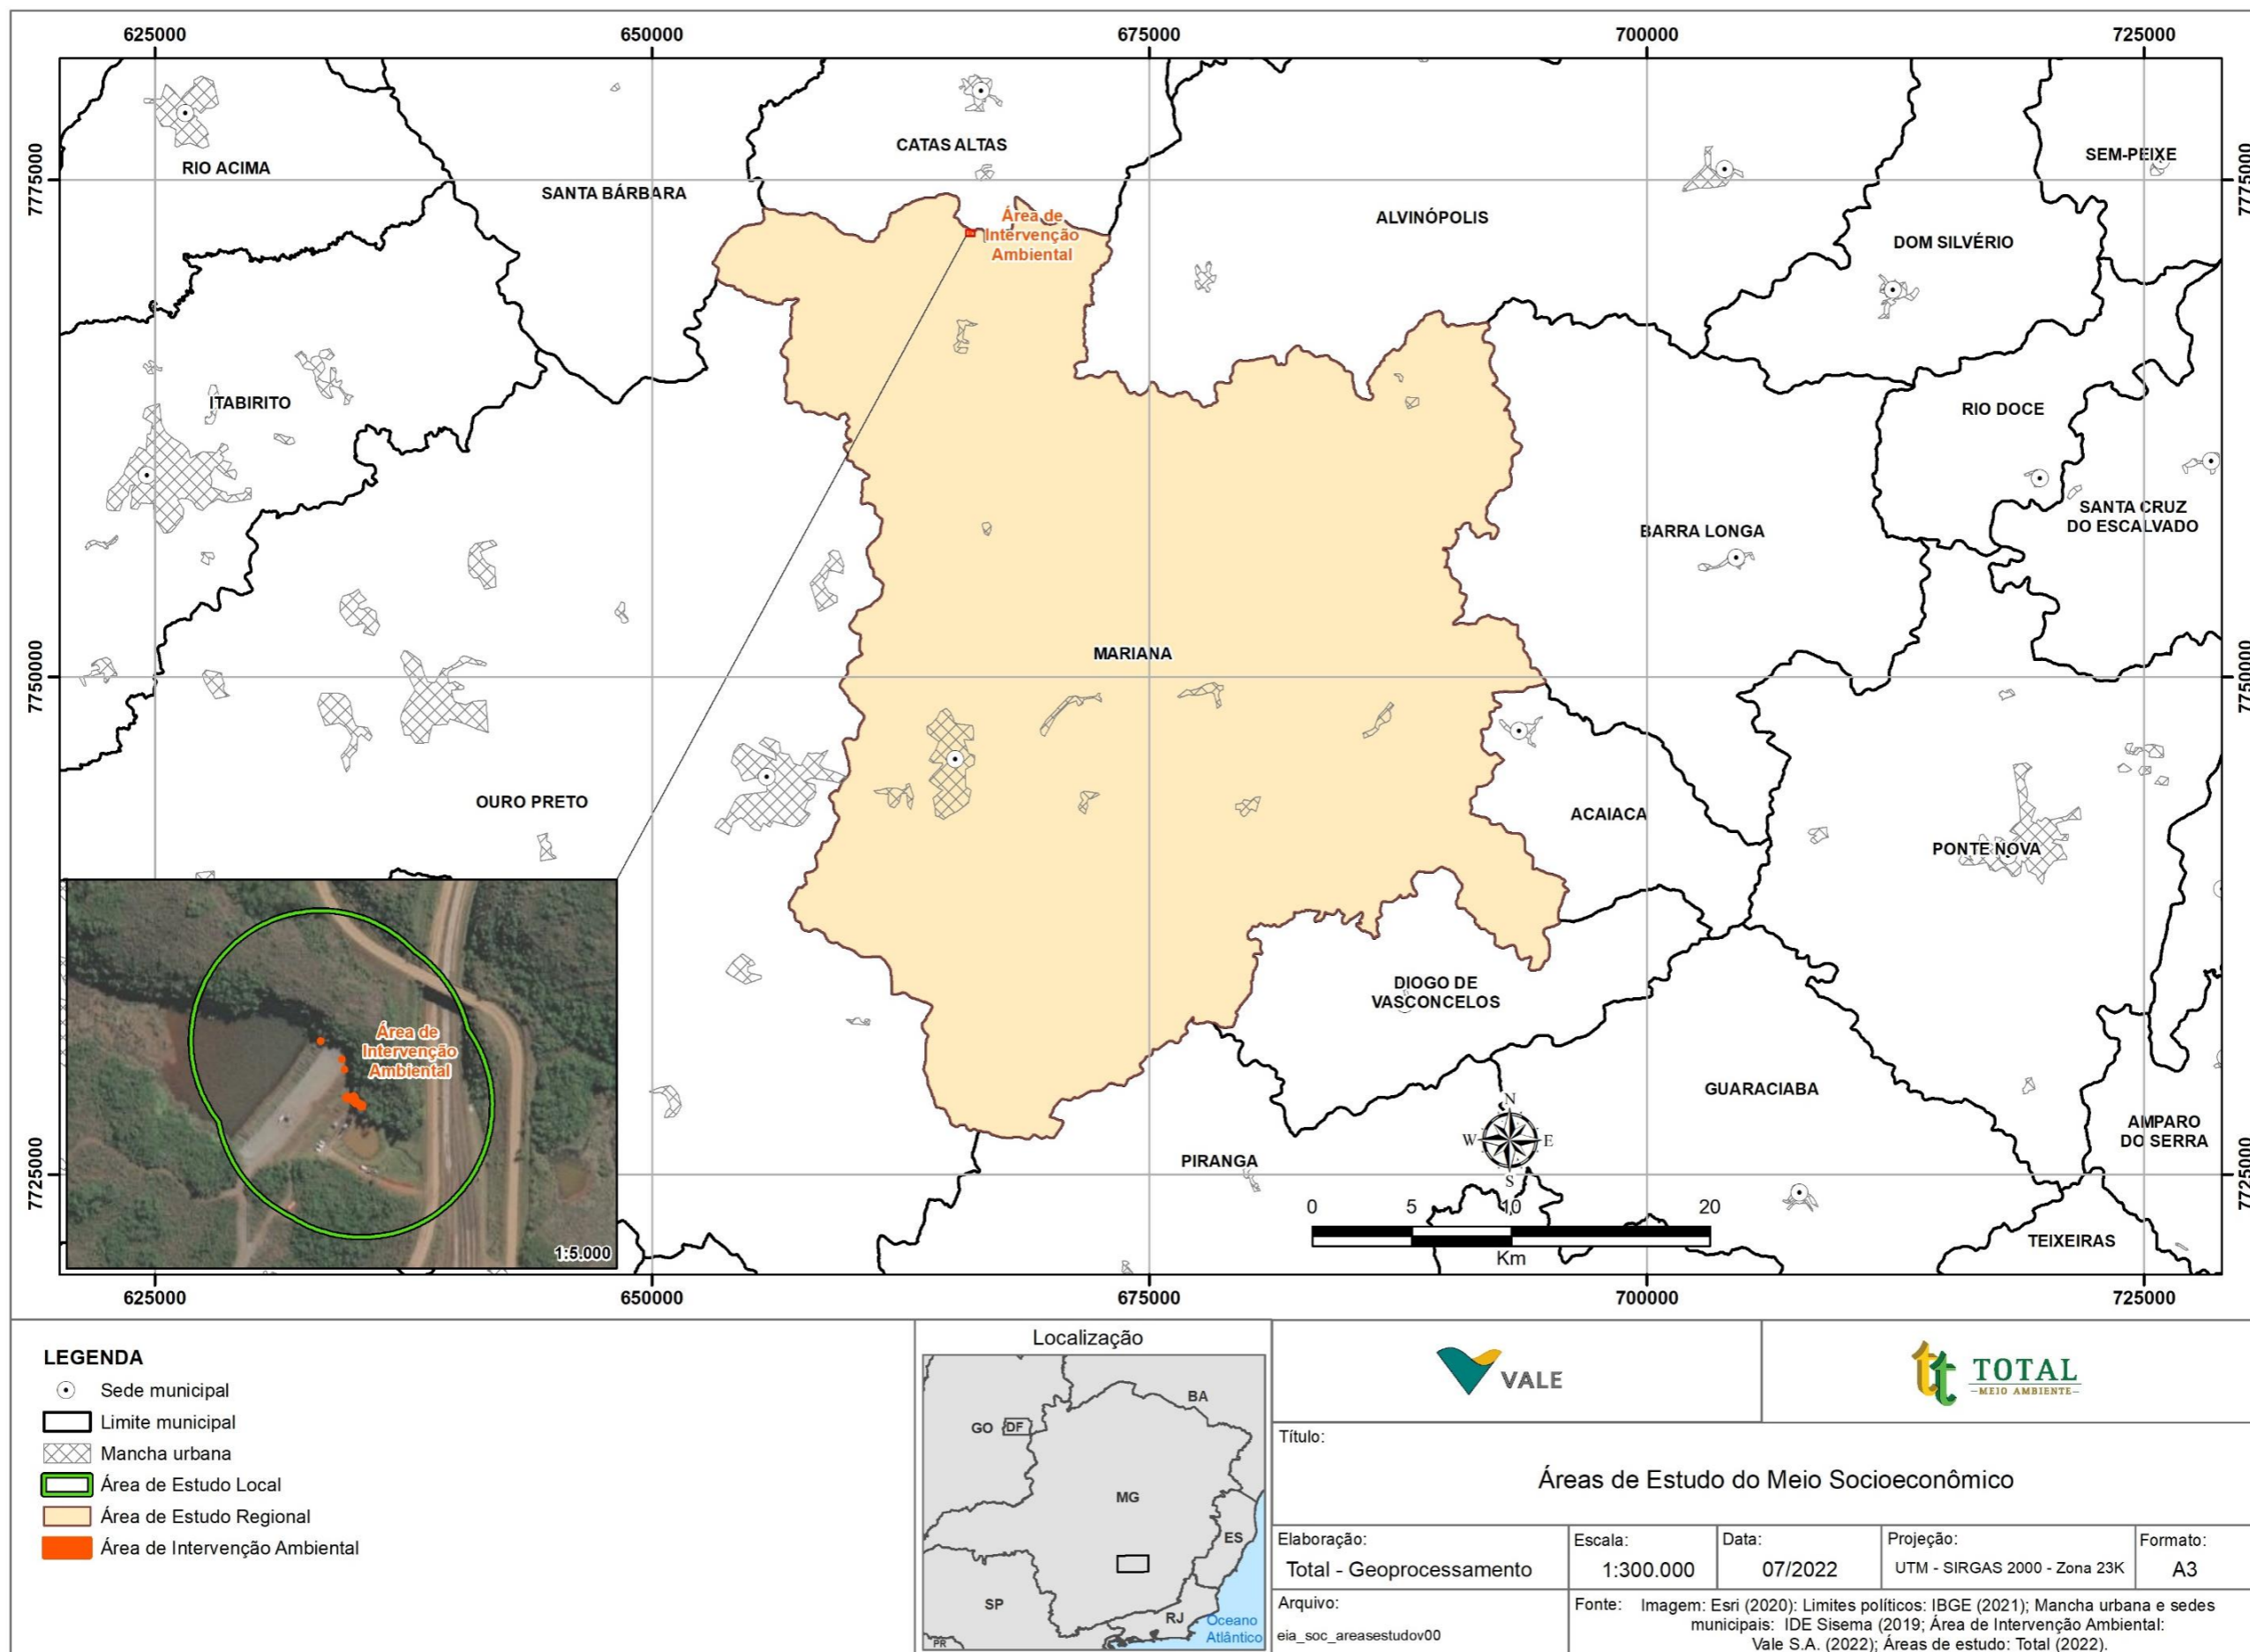 625000
650000
675000
700000
725000
7775000
7775000
RIO ACIMA
SANTA BÁRBARA
CATAS ALTAS
ALVINÓPOLIS
SEM-PEIXE
DOM SILVÉRIO
Área de
Intervenção
Ambiental
ITABIRITO
RIO DOCE
SANTA CRUZ
DO ESCALVADO
BARRA LONGA
7750000
7750000
MARIANA
OURO PRETO
ACAIACA
PONTE NOVA
DIOGO DE
VASCONCELOS
Área de
Intervenção
Ambiental
1:5.000
GUARACIABA
AMPARO
DO SERRA
PIRANGA
TEIXEIRAS
7725000
7725000
N
W
E
S
0
5
10
20
Km
625000
650000
675000
700000
725000
LEGENDA
Sede municipal
Limite municipal
Mancha urbana
Área de Estudo Local
Área de Estudo Regional
Área de Intervenção Ambiental
Localização
BA
GO
DF
MG
ES
SP
RJ
PR
Oceano
Atlântico
VALE
tt TOTAL
MEIO AMBIENTE
Título:
Áreas de Estudo do Meio Socioeconômico
Elaboração:
Total - Geoprocessamento
Escala:
1:300.000
Data:
07/2022
Projeção:
UTM - SIRGAS 2000 - Zona 23K
Formato:
A3
Arquivo:
eia_soc_areasestudov00
Fonte: Imagem: Esri (2020); Limites políticos: IBGE (2021); Mancha urbana e sedes
municipais: IDE Sisema (2019; Área de Intervenção Ambiental:
Vale S.A. (2022); Áreas de estudo: Total (2022).